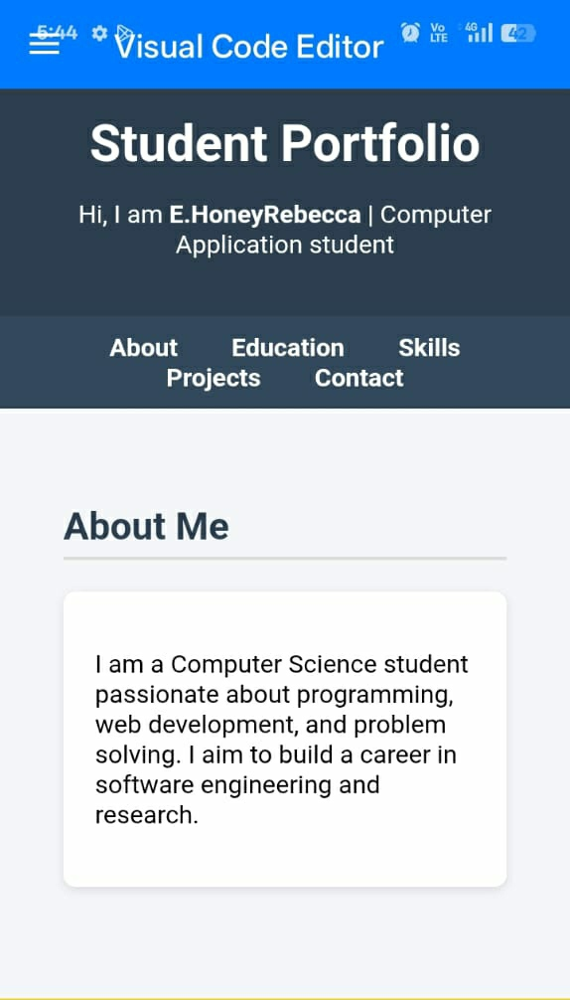 5:44 Vo LTE 4G 42
Visual Code Editor
Student Portfolio
Hi, I am E.HoneyRebecca | Computer
Application student
About Education Skills
Projects Contact
About Me
I am a Computer Science student
passionate about programming,
web development, and problem
solving. I aim to build a career in
software engineering and
research.